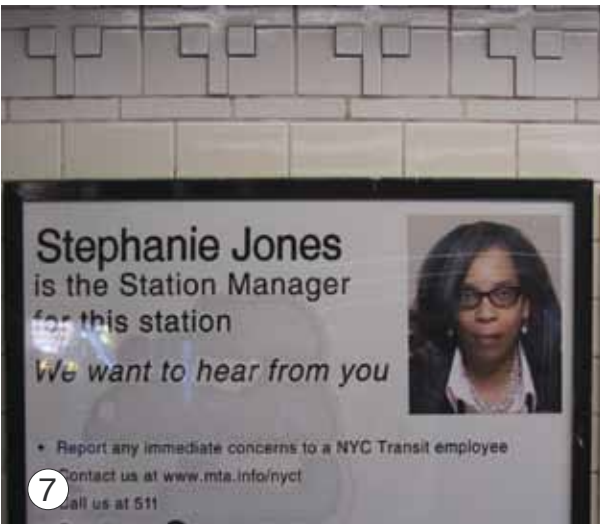 Stephanie Jones
is the Station Manager
for this station
We want to hear from you
• Report any immediate concerns to a NYC Transit employee
Contact us at www.mta.info/nyct
Call us at 511
7